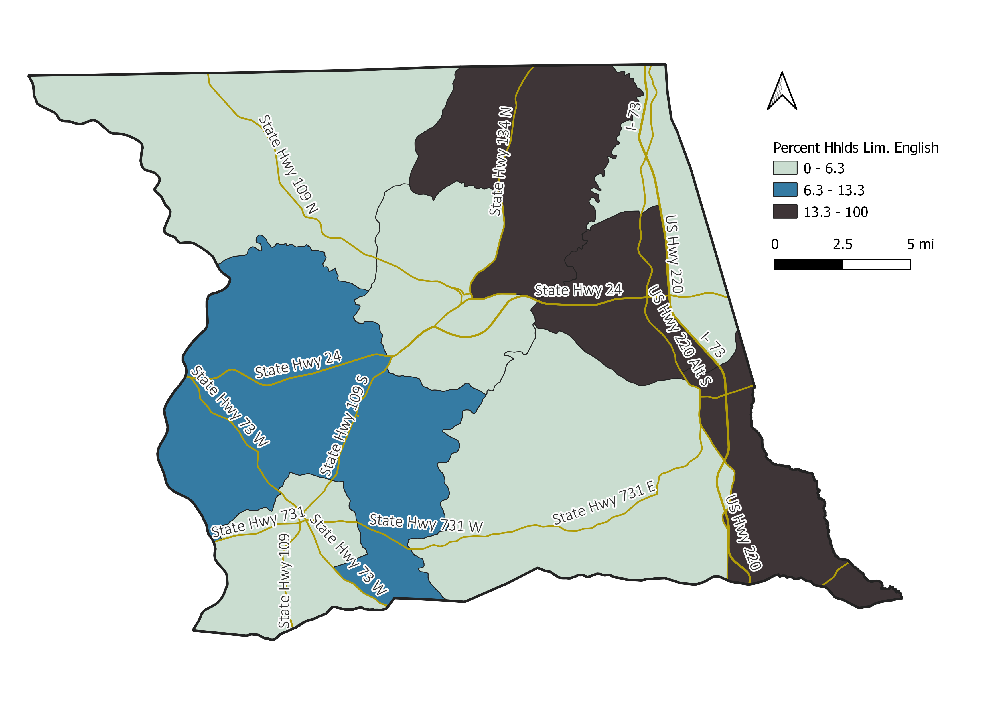 State Hwy 109 N
State Hwy 134 N
I- 73
US Hwy 220
State Hwy 24
US Hwy 220 Alt S
I- 73
State Hwy 24
State Hwy 73 W
State Hwy 109 S
State Hwy 731
State Hwy 731 W
State Hwy 731 E
State Hwy 109
State Hwy 73 W
US Hwy 220
Percent Hhlds Lim. English
0 - 6.3
6.3 - 13.3
13.3 - 100
0 2.5 5 mi